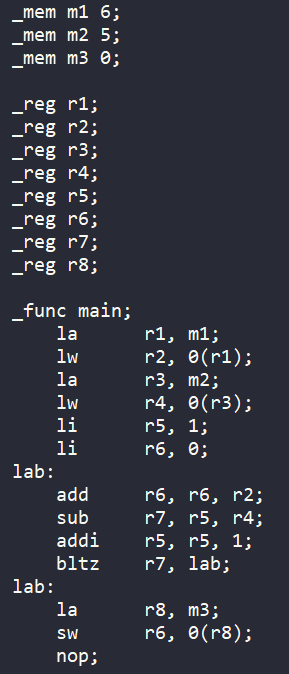 _mem m1 6;
_mem m2 5;
_mem m3 0;
_reg r1;
_reg r2;
_reg r3;
_reg r4;
_reg r5;
_reg r6;
_reg r7;
_reg r8;
_func main;
la r1, m1;
lw r2, 0(r1);
la r3, m2;
lw r4, 0(r3);
li r5, 1;
li r6, 0;
lab:
add r6, r6, r2;
sub r7, r5, r4;
addi r5, r5, 1;
bltz r7, lab;
lab:
la r8, m3;
sw r6, 0(r8);
nop;